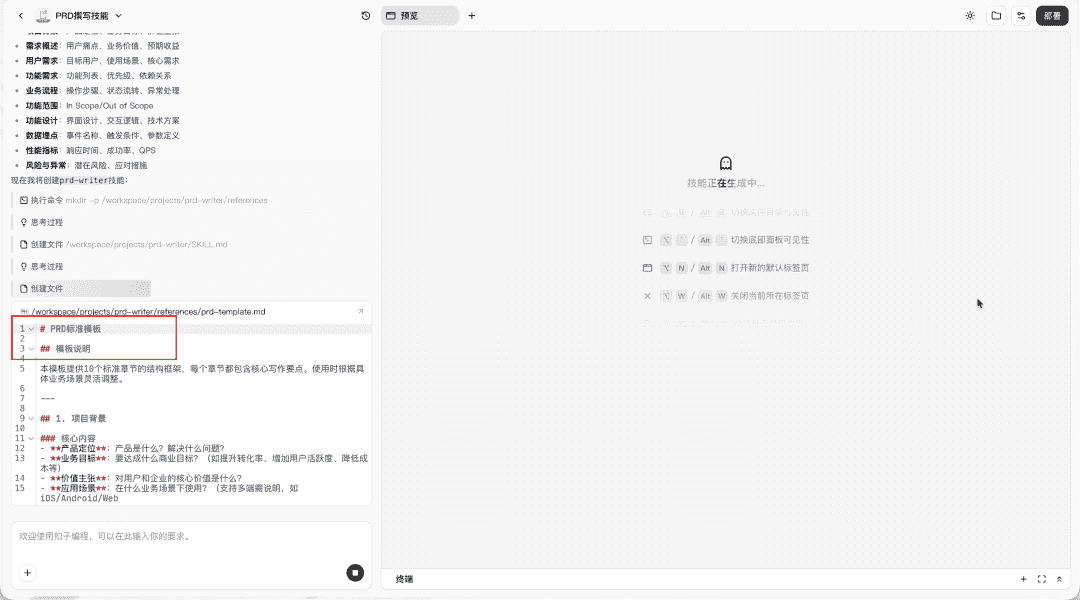 PRD撰写技能
预览
部署
需求概述：用户痛点、业务价值、预期收益
用户需求：目标用户、使用场景、核心需求
功能需求：功能列表、优先级、依赖关系
业务流程：操作步骤、状态流转、异常处理
功能范围：In Scope/Out of Scope
功能设计：界面设计、交互逻辑、技术方案
数据埋点：事件名称、触发条件、参数定义
性能指标：响应时间、成功率、QPS
风险与异常：潜在风险、应对措施
现在我将创建prd-writer技能：
执行命令 mkdir -p /workspace/projects/prd-writer/references
思考过程
创建文件 /workspace/projects/prd-writer/SKILL.md
思考过程
创建文件
/workspace/projects/prd-writer/references/prd-template.md
1 # PRD标准模板
2
3 ## 模板说明
4
5 本模板提供10个标准章节的结构框架，每个章节都包含核心写作要点。使用时根据具
体业务场景灵活调整。
6
7 ---
8
9 ## 1. 项目背景
10
11 ### 核心内容
12 - **产品定位**：产品是什么？解决什么问题？
13 - **业务目标**：要达成什么商业目标？（如提升转化率、增加用户活跃度、降低成
本等）
14 - **价值主张**：对用户和企业的核心价值是什么？
15 - **应用场景**：在什么业务场景下使用？（支持多端需说明，如
iOS/Android/Web
欢迎使用扣子编程，可以在此输入你的要求。
技能正在生成中...
切换文件目录可见性
⌥ / Alt 切换底部面板可见性
⌥ N / Alt N 打开新的默认标签页
⌥ W / Alt W 关闭当前所在标签页
终端